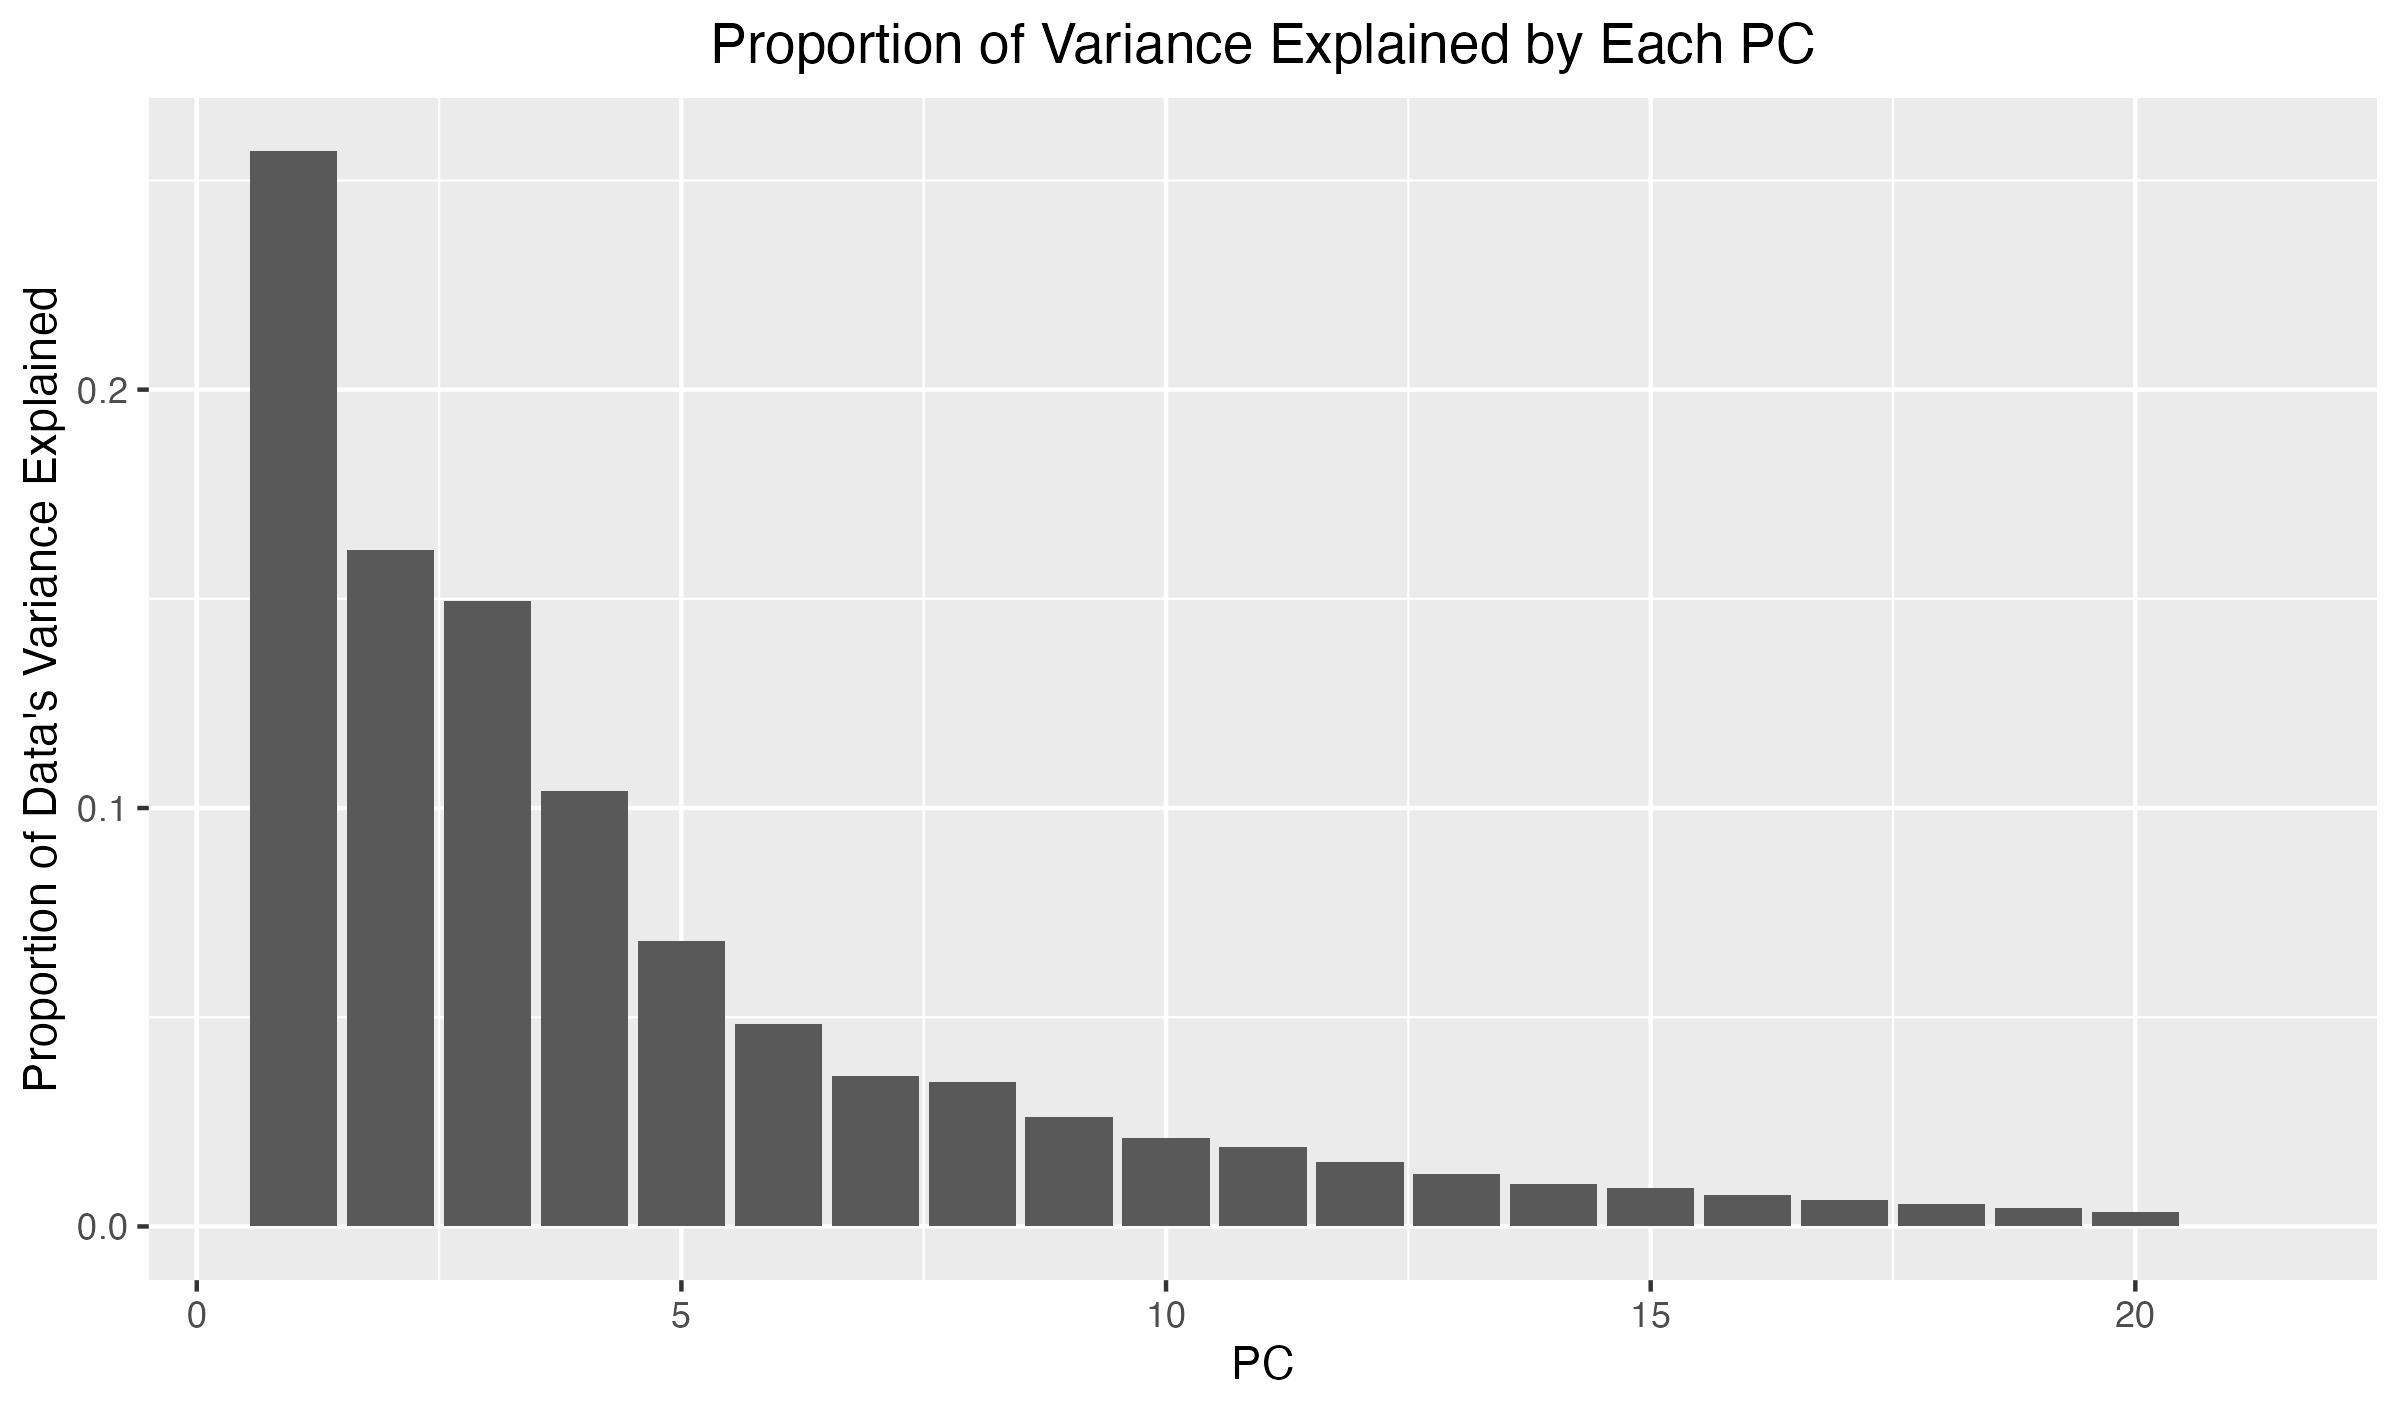 Proportion of Variance Explained by Each PC
Proportion of Data's Variance Explained
0.2
0.1
0.0
0 5 10 15 20
PC